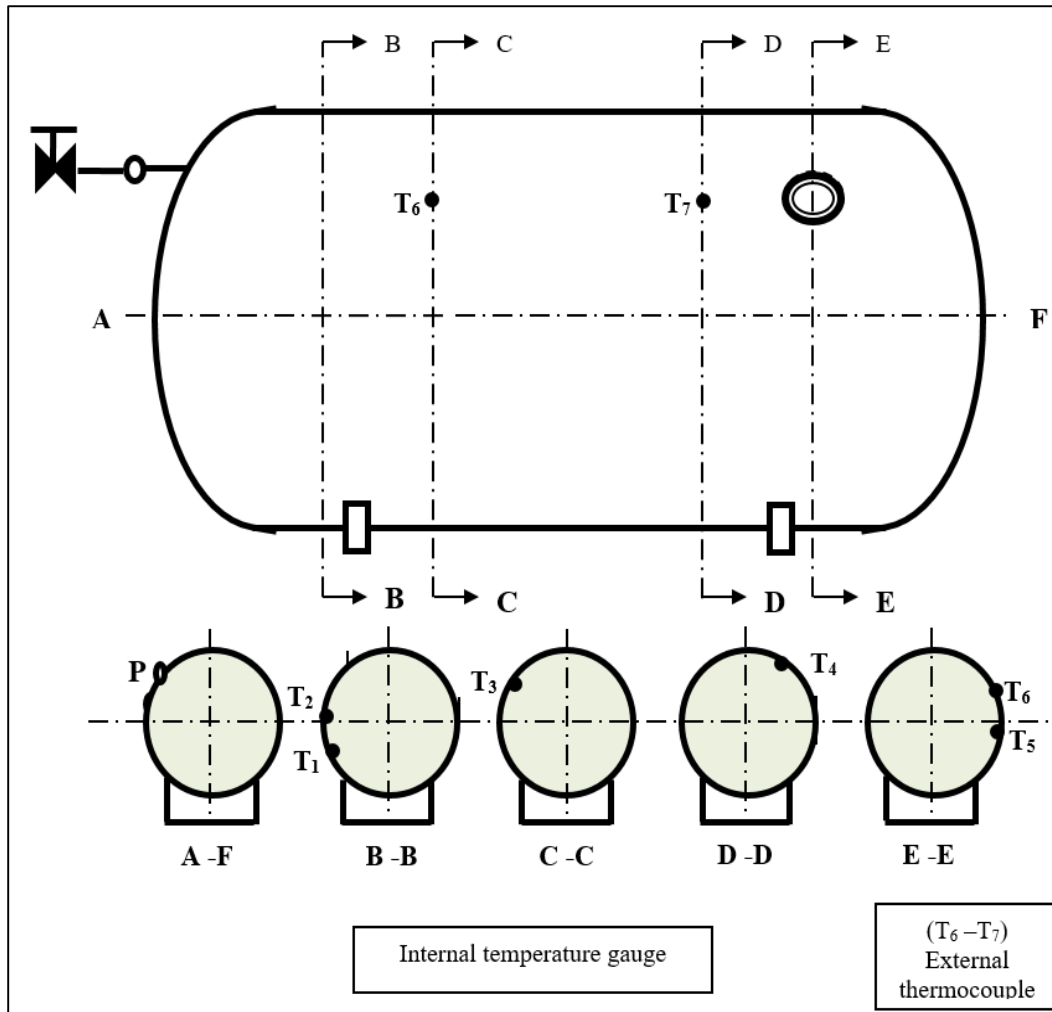 B C D E
T₆ T₇
A F
B C D E
P T₂ T₁ T₃ T₄ T₆ T₅
A -F B -B C -C D -D E -E
Internal temperature gauge
(T₆ –T₇)
External
thermocouple